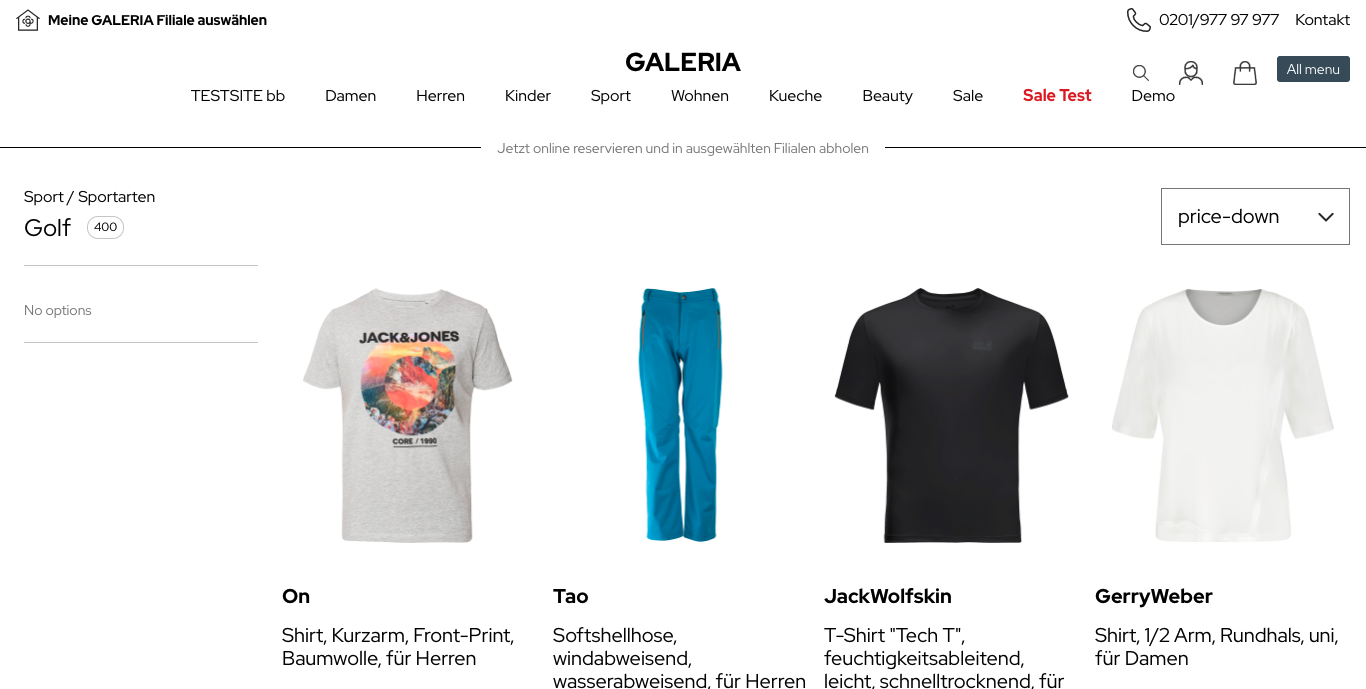 Meine GALERIA Filiale auswählen
0201/977 97 977 Kontakt
GALERIA
All menu
TESTSITE bb Damen Herren Kinder Sport Wohnen Kueche Beauty Sale Sale Test Demo
Jetzt online reservieren und in ausgewählten Filialen abholen
Sport / Sportarten
Golf 400
price-down
No options
JACK&JONES
CORE / 1990
On
Shirt, Kurzarm, Front-Print,
Baumwolle, für Herren
Tao
Softshellhose,
windabweisend,
wasserabweisend, für Herren
JackWolfskin
T-Shirt "Tech T",
feuchtigkeitsableitend,
leicht, schnelltrocknend, für
GerryWeber
Shirt, 1/2 Arm, Rundhals, uni,
für Damen